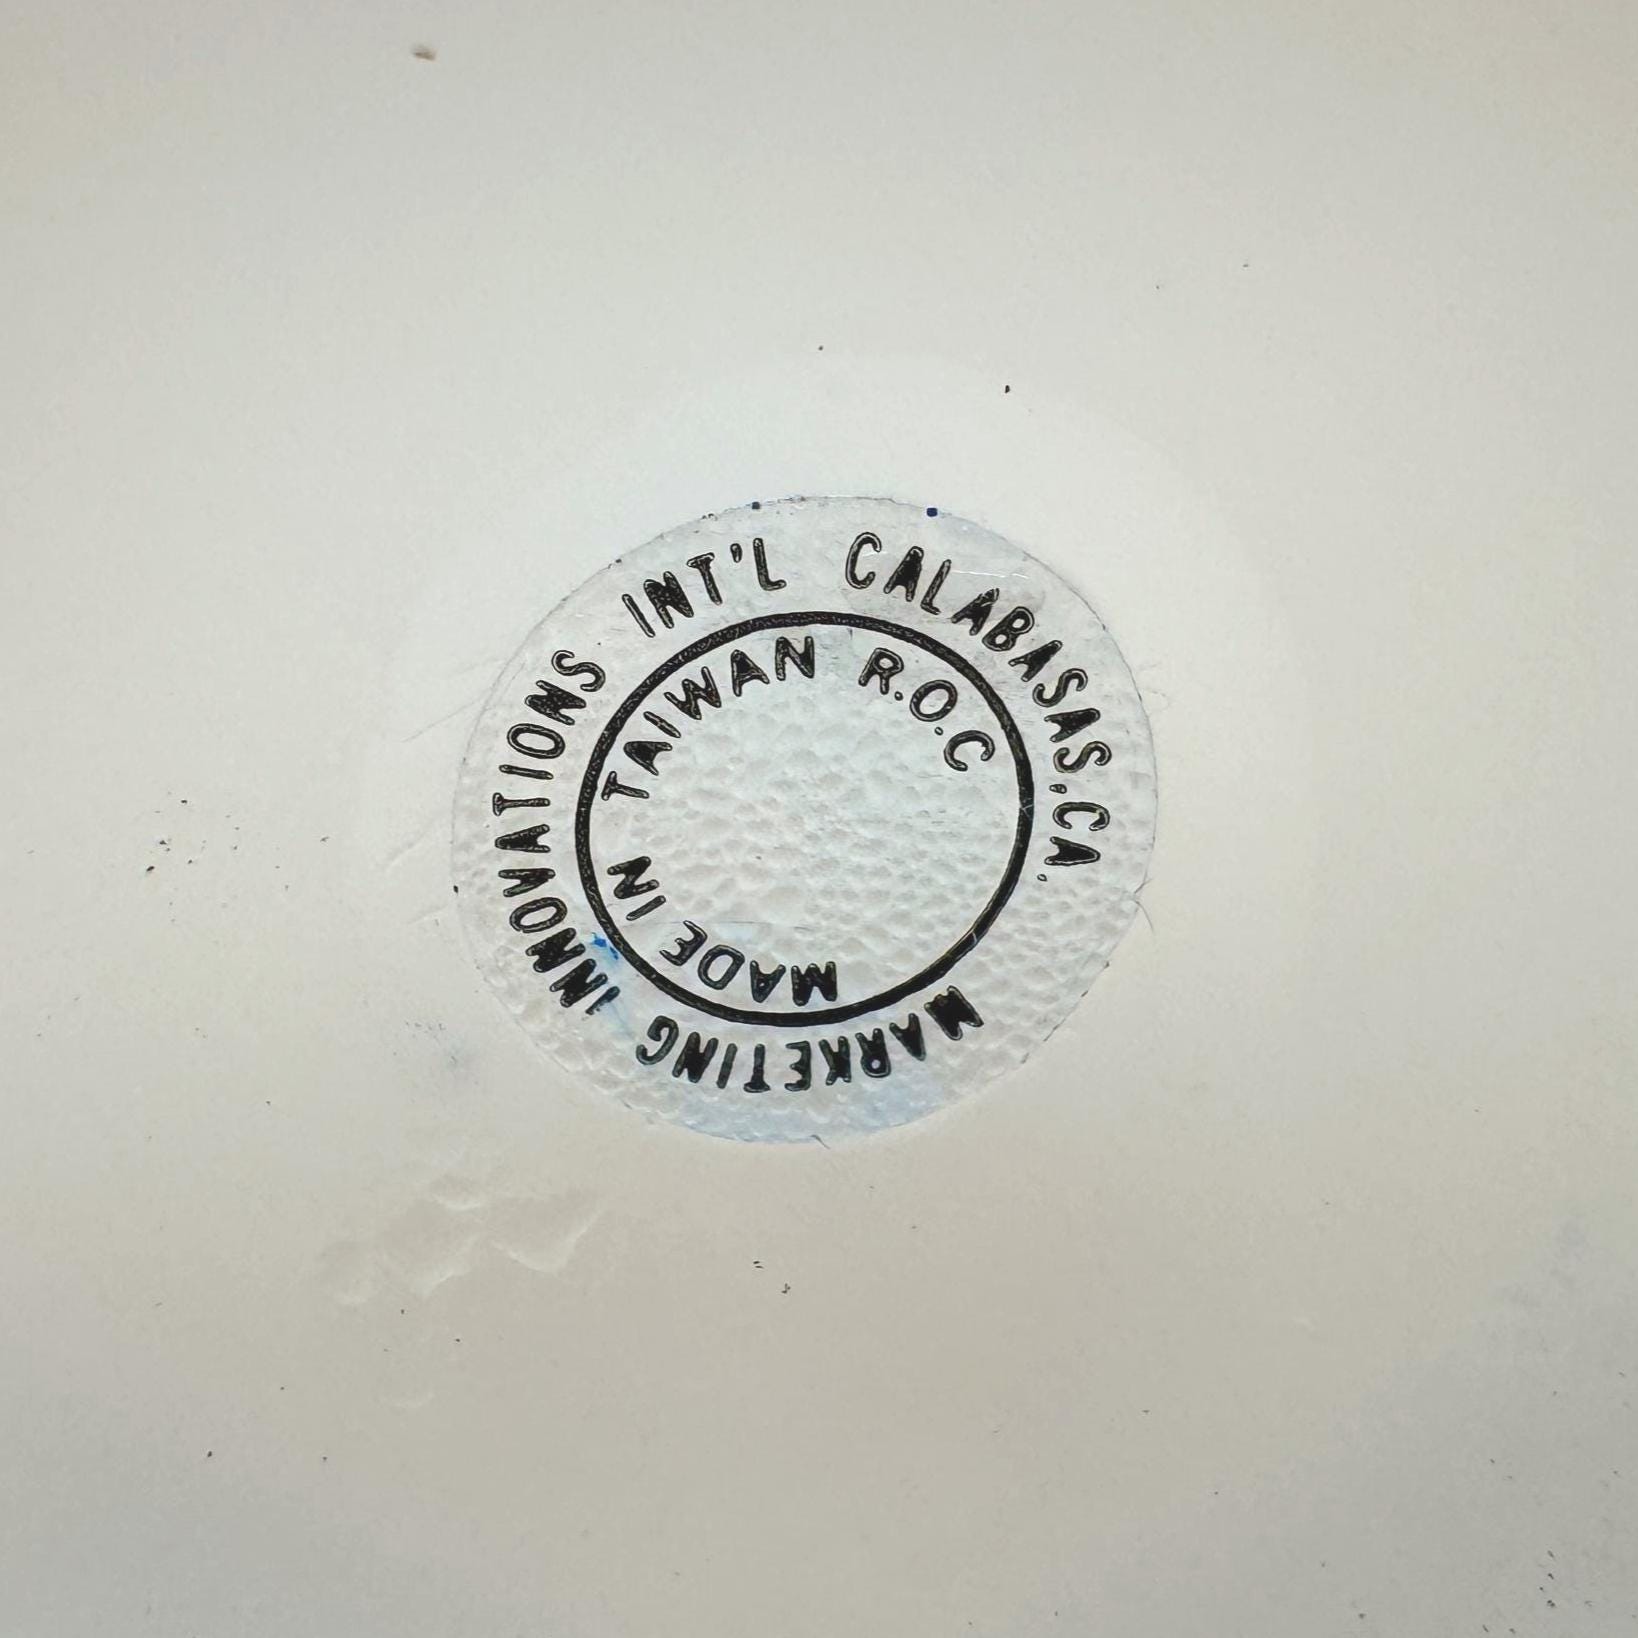 MARKETING INNOVATIONS INT'L CALABASAS, CA.
MADE IN TAIWAN R.O.C